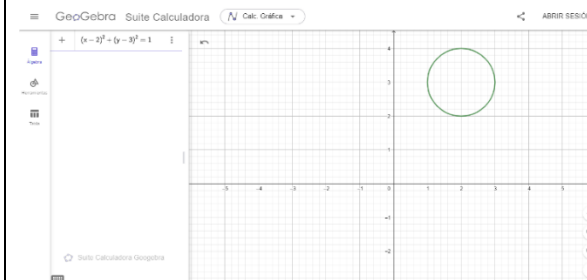 GeoGebra Suite Calculadora Calc. Gráfica ABRIR SESIÓ
+ (x − 2)² + (y − 3)² = 1
Álgebra
Tabla
4
3
2
1
-5 -4 -3 -2 -1 0 1 2 3 4 5
-1
-2
Suite Calculadora Geogebra